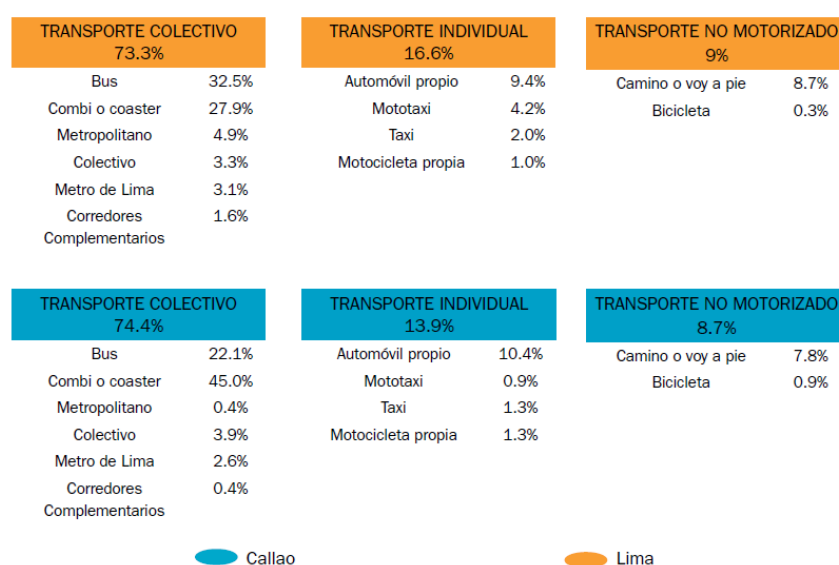 TRANSPORTE COLECTIVO
73.3%
Bus 32.5%
Combi o coaster 27.9%
Metropolitano 4.9%
Colectivo 3.3%
Metro de Lima 3.1%
Corredores 1.6%
Complementarios
TRANSPORTE INDIVIDUAL
16.6%
Automóvil propio 9.4%
Mototaxi 4.2%
Taxi 2.0%
Motocicleta propia 1.0%
TRANSPORTE NO MOTORIZADO
9%
Camino o voy a pie 8.7%
Bicicleta 0.3%
TRANSPORTE COLECTIVO
74.4%
Bus 22.1%
Combi o coaster 45.0%
Metropolitano 0.4%
Colectivo 3.9%
Metro de Lima 2.6%
Corredores 0.4%
Complementarios
TRANSPORTE INDIVIDUAL
13.9%
Automóvil propio 10.4%
Mototaxi 0.9%
Taxi 1.3%
Motocicleta propia 1.3%
TRANSPORTE NO MOTORIZADO
8.7%
Camino o voy a pie 7.8%
Bicicleta 0.9%
Callao
Lima